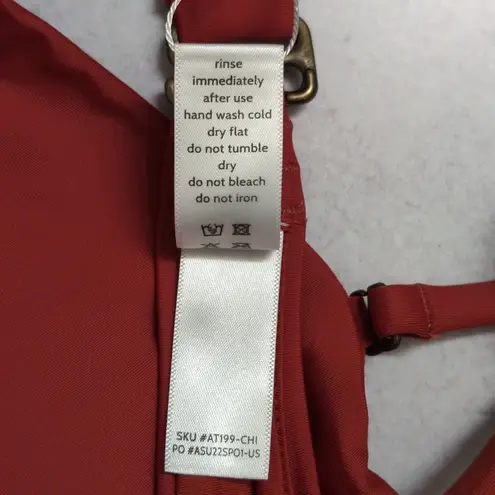 rinse
immediately
after use
hand wash cold
dry flat
do not tumble
dry
do not bleach
do not iron
SKU #AT199-CHI
PO #ASU22SP01-US